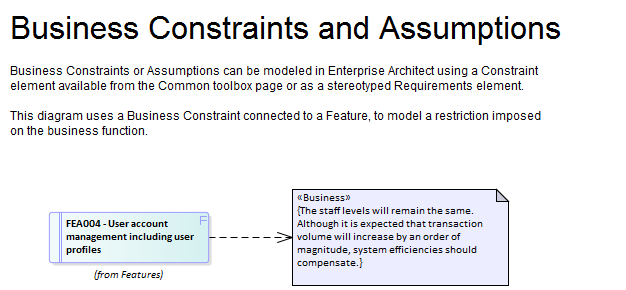 Business Constraints and Assumptions
Business Constraints or Assumptions can be modeled in Enterprise Architect using a Constraint
element available from the Common toolbox page or as a stereotyped Requirements element.
This diagram uses a Business Constraint connected to a Feature, to model a restriction imposed
on the business function.
FEA004 - User account
management including user
profiles
F
(from Features)
«Business»
{The staff levels will remain the same.
Although it is expected that transaction
volume will increase by an order of
magnitude, system efficiencies should
compensate.}